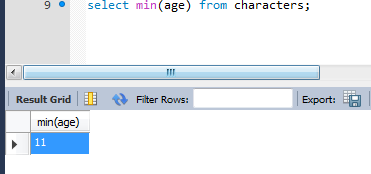 9 select min(age) from characters;
Result Grid Filter Rows: Export:
min(age)
11